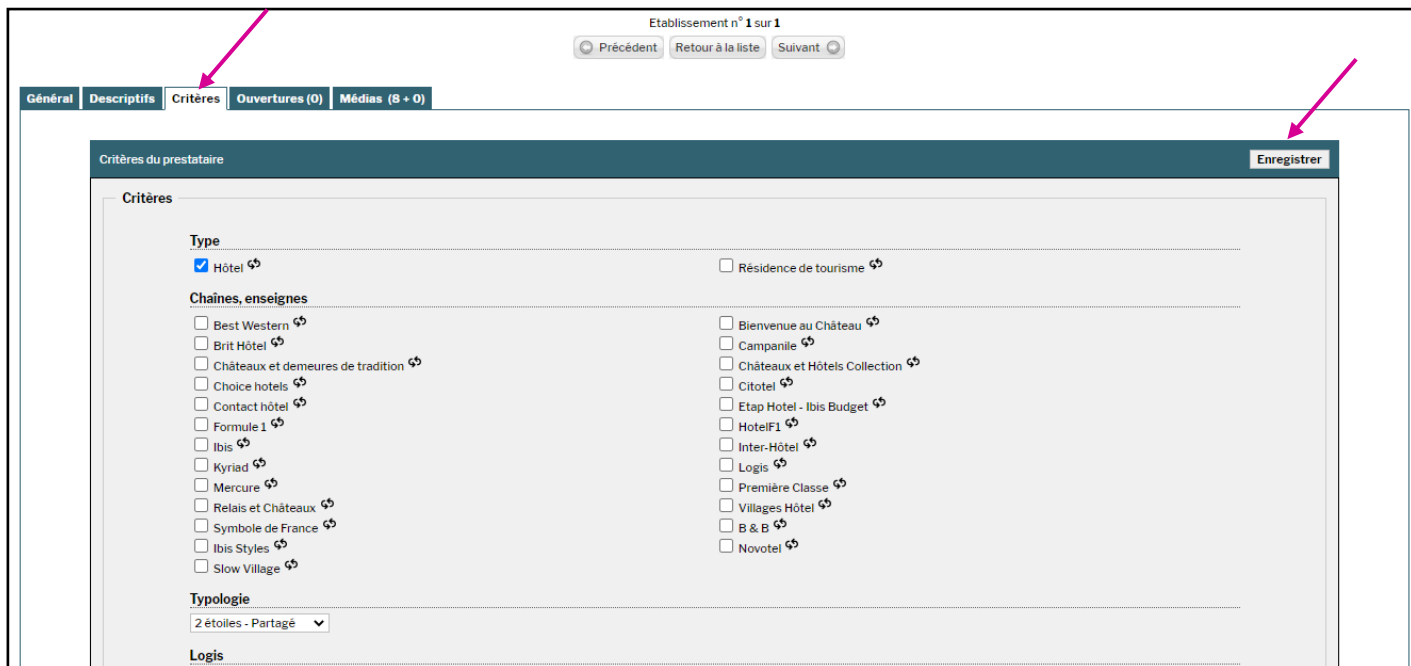 Etablissement n° 1 sur 1
Précédent Retour à la liste Suivant
Général Descriptifs Critères Ouvertures (0) Médias (8 + 0)
Critères du prestataire Enregistrer
Critères
Type
Hôtel Résidence de tourisme
Chaînes, enseignes
Best Western Bienvenue au Château
Brit Hôtel Campanile
Châteaux et demeures de tradition Châteaux et Hôtels Collection
Choice hotels Citotel
Contact hôtel Etap Hotel - Ibis Budget
Formule 1 HotelF1
Ibis Inter-Hôtel
Kyriad Logis
Mercure Première Classe
Relais et Châteaux Villages Hôtel
Symbole de France B & B
Ibis Styles Novotel
Slow Village
Typologie
2 étoiles - Partagé
Logis